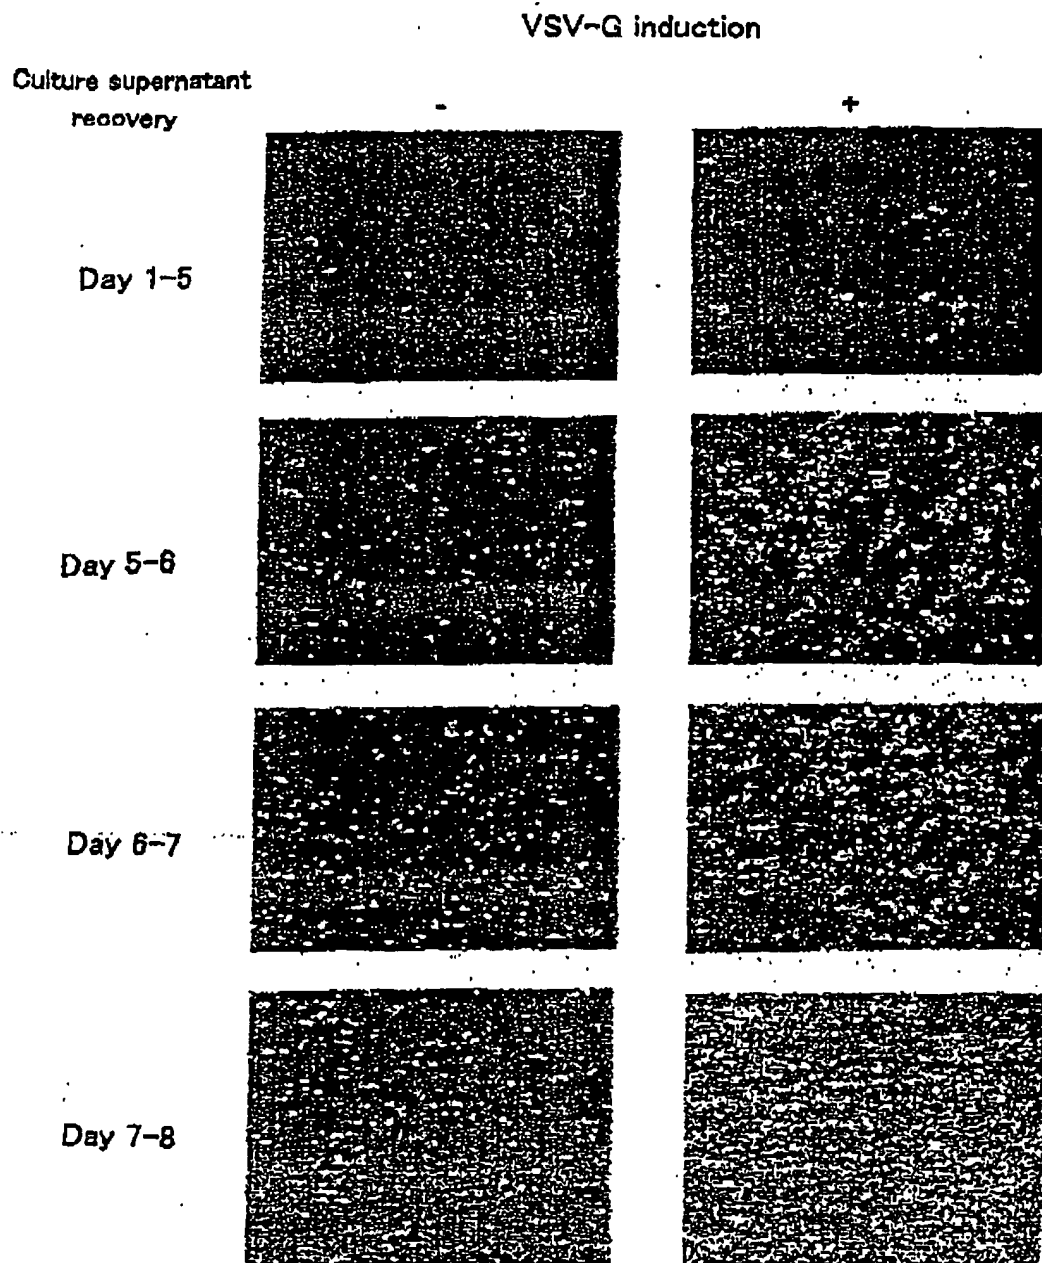 VSV-G induction
Culture supernatant
recovery
- +
Day 1-5
Day 5-6
Day 6-7
Day 7-8